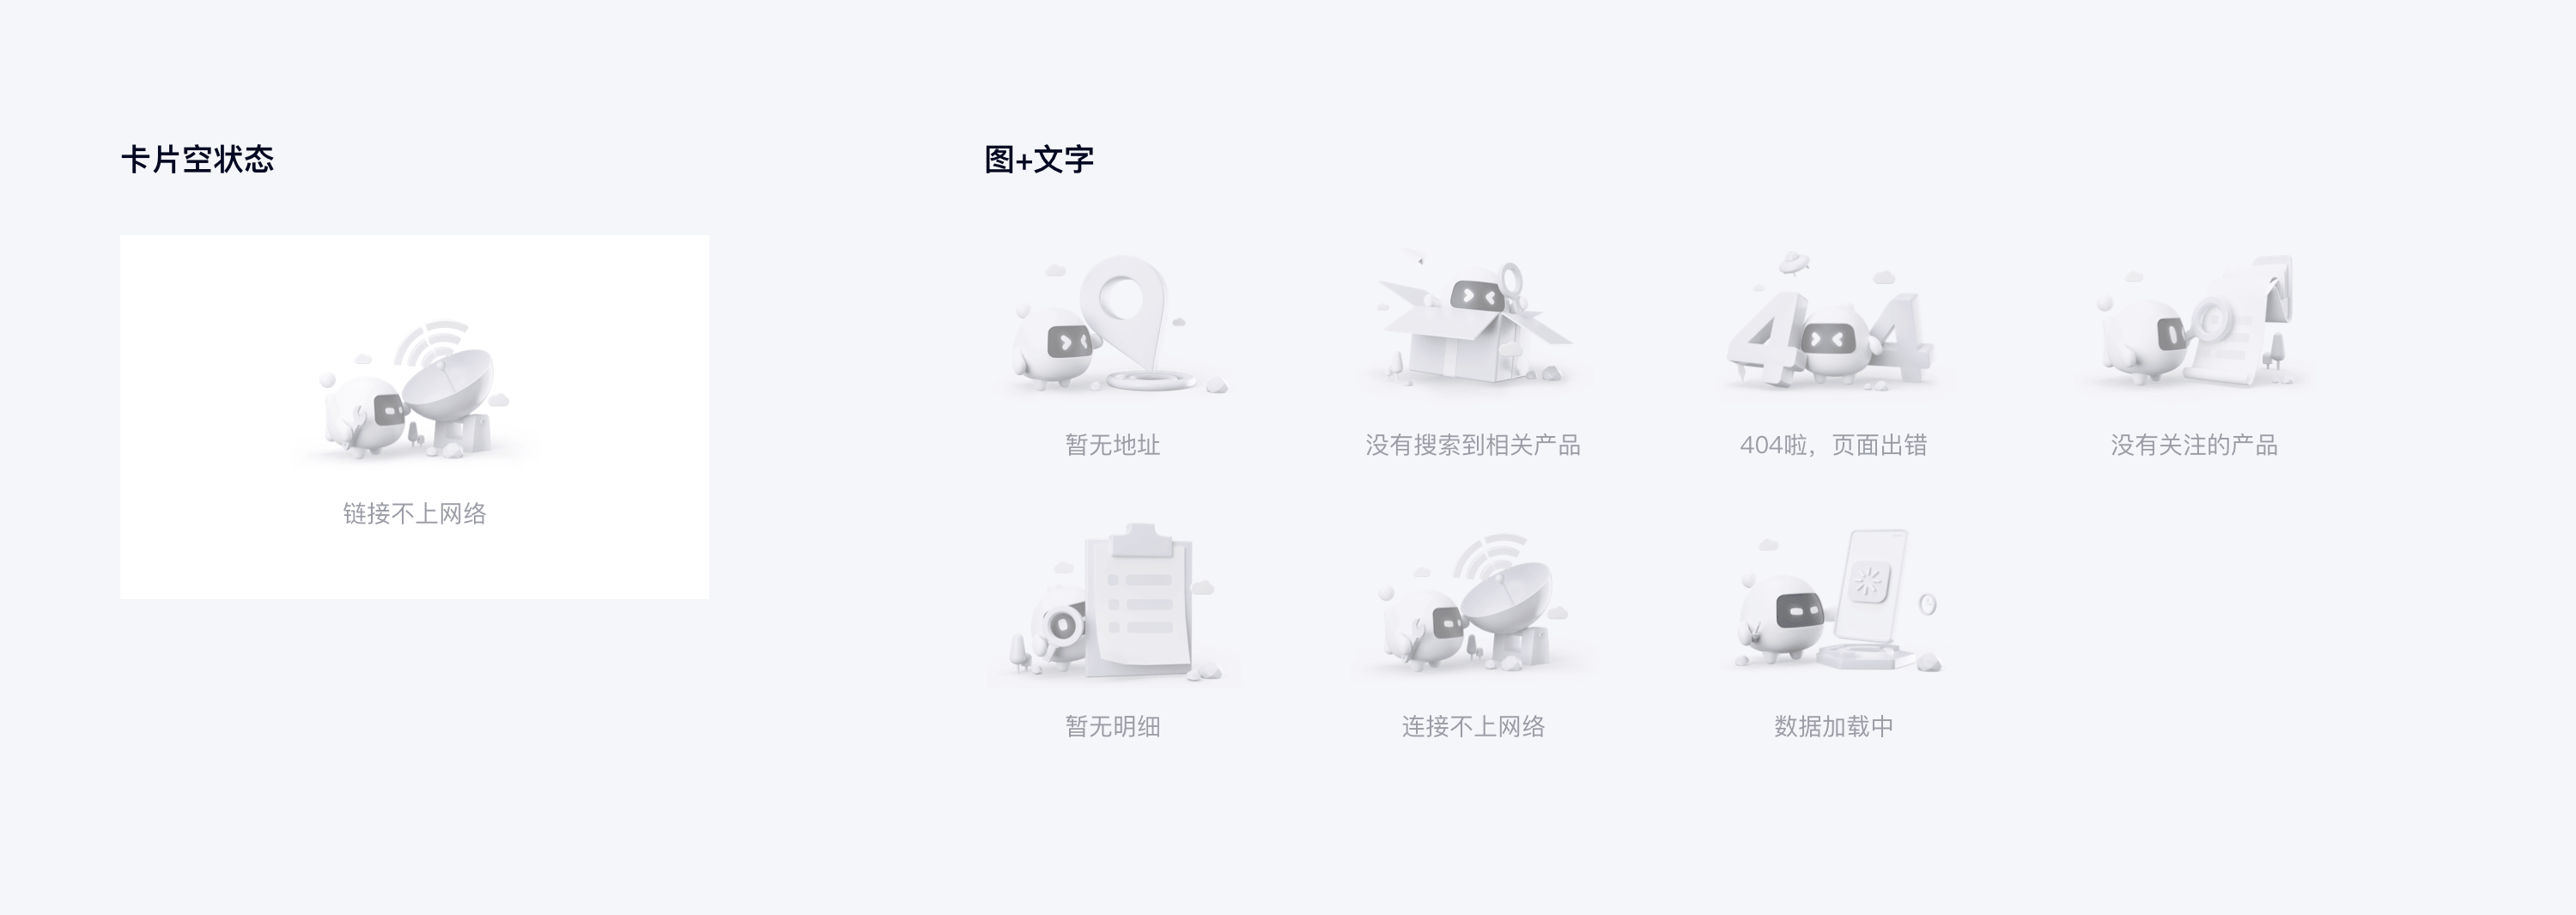 卡片空状态
链接不上网络
图+文字
暂无地址
没有搜索到相关产品
404啦，页面出错
没有关注的产品
暂无明细
连接不上网络
数据加载中